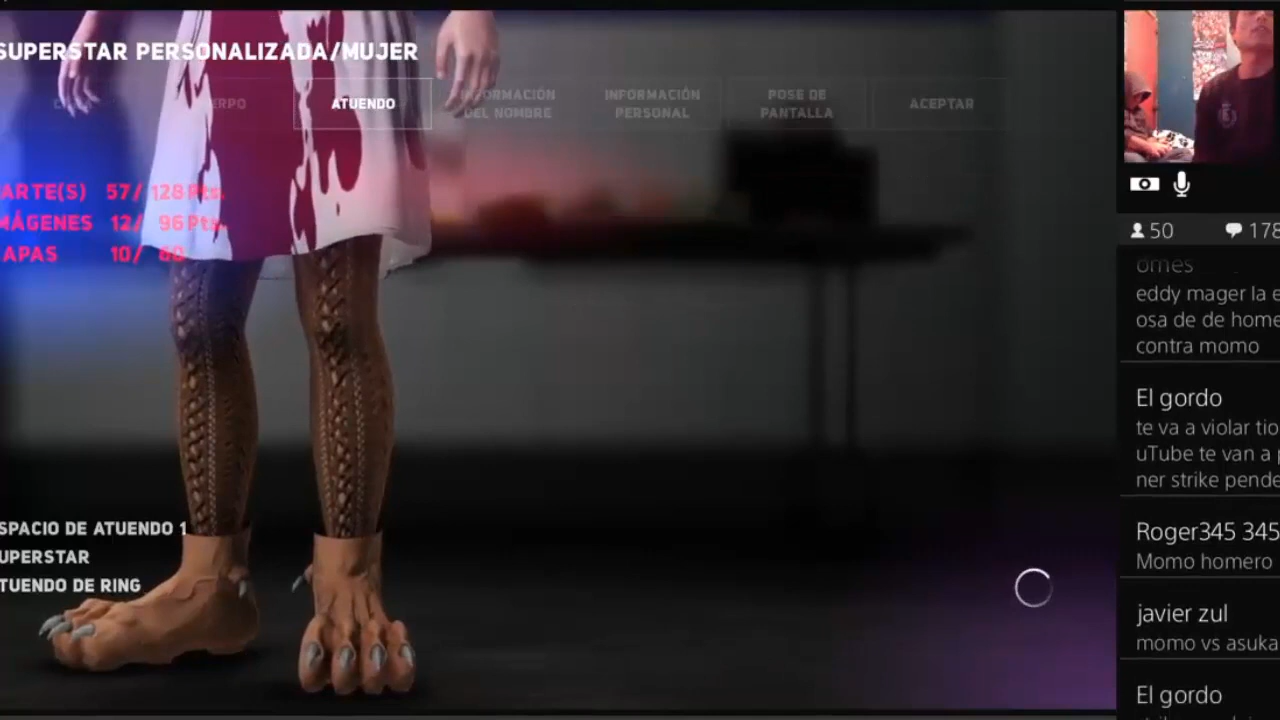 SUPERSTAR PERSONALIZADA/MUJER
ERPO
ATUENDO
INFORMACIÓN
DEL NOMBRE
INFORMACIÓN
PERSONAL
POSE DE
PANTALLA
ACEPTAR
ARTE(S) 57/ 128 Pts.
MÁGENES 12/ 96 Pts.
APAS 10/ 60
SPACIO DE ATUENDO 1
UPERSTAR
TUENDO DE RING
50 178
omes
eddy mager la e
osa de de home
contra momo
El gordo
te va a violar tio
uTube te van a p
ner strike pende
Roger345 345
Momo homero
javier zul
momo vs asuka
El gordo